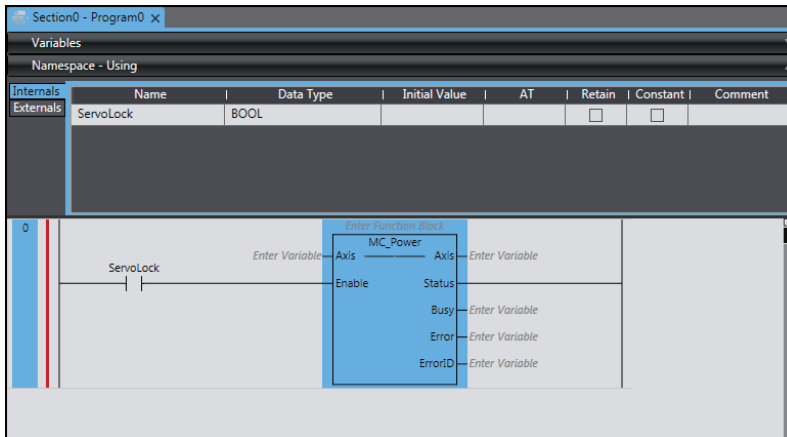 Section0 - Program0 ×
Variables
Namespace - Using
Internals
Externals
Name Data Type Initial Value AT Retain Constant Comment
ServoLock BOOL
0
Enter Function Block
MC_Power
Enter Variable Axis Axis Enter Variable
ServoLock
Enable Status
Busy Enter Variable
Error Enter Variable
ErrorID Enter Variable